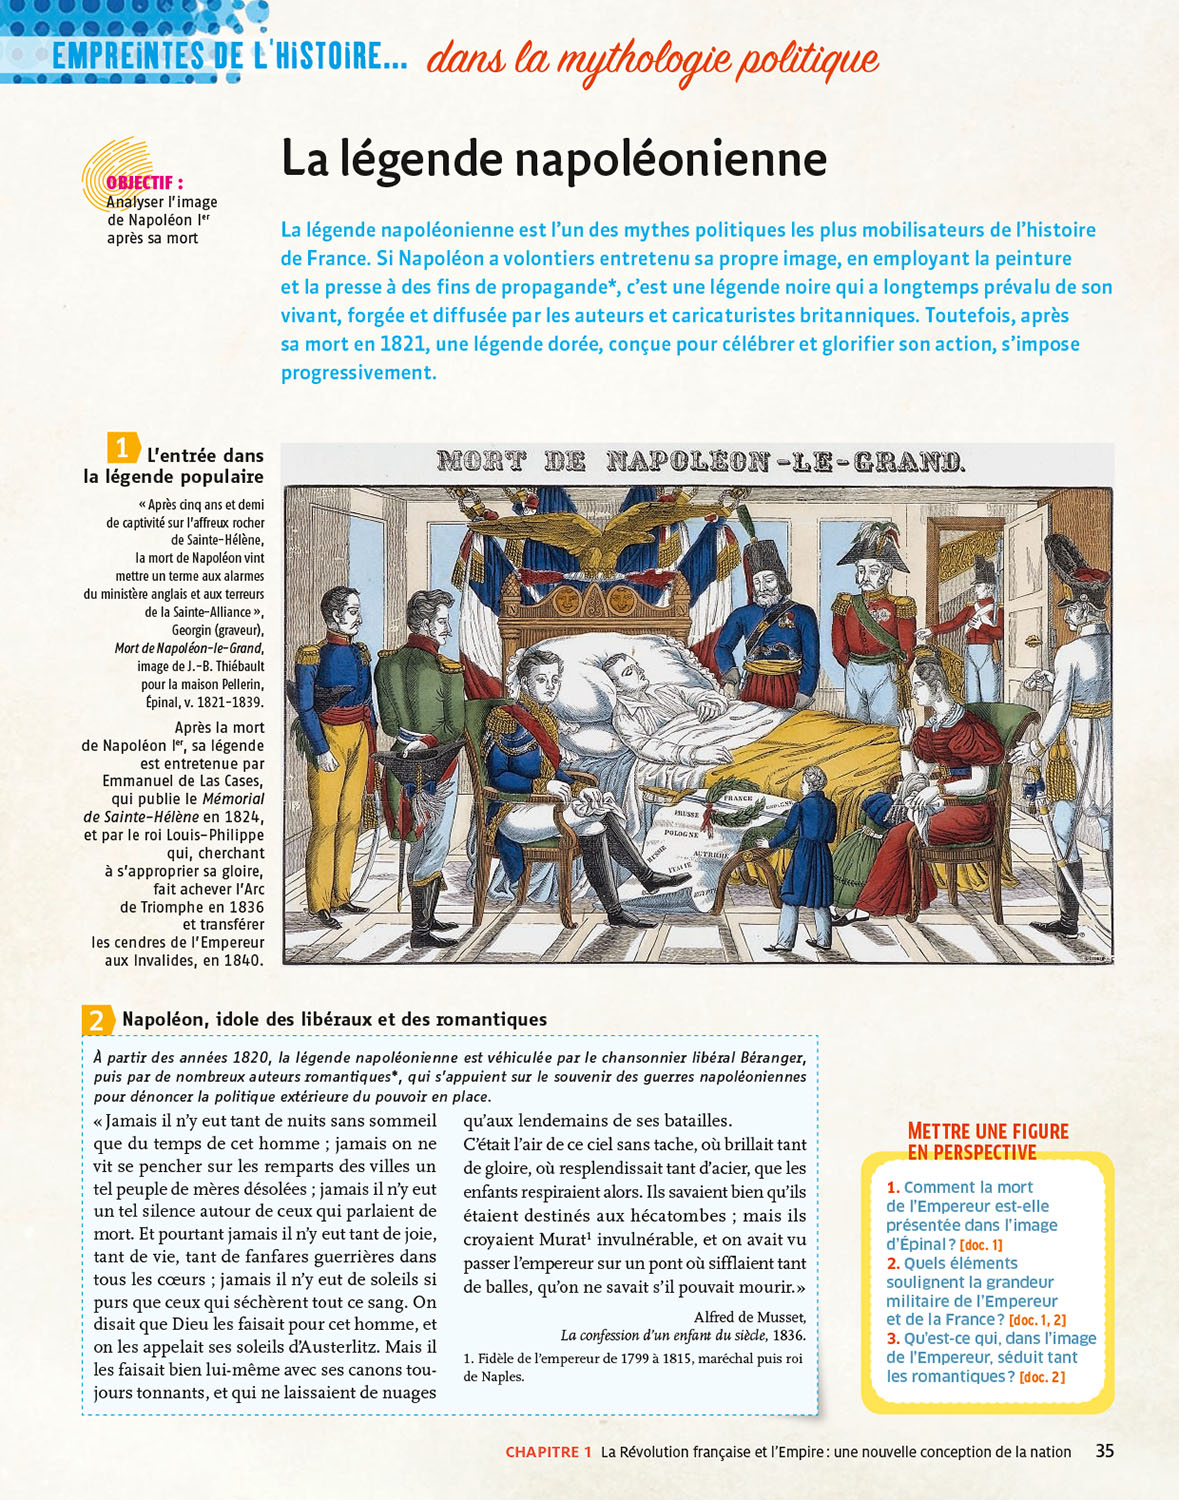 EMPREINTES DE L'HiSTOiRE... dans la mythologie politique
La légende napoléonienne
OBJECTIF :
Analyser l'image
de Napoléon Ier
après sa mort
La légende napoléonienne est l'un des mythes politiques les plus mobilisateurs de l'histoire
de France. Si Napoléon a volontiers entretenu sa propre image, en employant la peinture
et la presse à des fins de propagande*, c'est une légende noire qui a longtemps prévalu de son
vivant, forgée et diffusée par les auteurs et caricaturistes britanniques. Toutefois, après
sa mort en 1821, une légende dorée, conçue pour célébrer et glorifier son action, s'impose
progressivement.
1 L'entrée dans
la légende populaire
« Après cinq ans et demi
de captivité sur l'affreux rocher
de Sainte-Hélène,
la mort de Napoléon vint
mettre un terme aux alarmes
du ministère anglais et aux terreurs
de la Sainte-Alliance »,
Georgin (graveur),
Mort de Napoléon-le-Grand,
image de J.-B. Thiébault
pour la maison Pellerin,
Épinal, v. 1821-1839.
Après la mort
de Napoléon Ier, sa légende
est entretenue par
Emmanuel de Las Cases,
qui publie le Mémorial
de Sainte-Hélène en 1824,
et par le roi Louis-Philippe
qui, cherchant
à s'approprier sa gloire,
fait achever l'Arc
de Triomphe en 1836
et transférer
les cendres de l'Empereur
aux Invalides, en 1840.
MORT DE NAPOLÉON-LE-GRAND.
N
FRANCE
ESPAGNE
PRUSSE
POLOGNE
RUSSIE
AUTRICHE
ITALIE
EGYPTE
2 Napoléon, idole des libéraux et des romantiques
À partir des années 1820, la légende napoléonienne est véhiculée par le chansonnier libéral Béranger,
puis par de nombreux auteurs romantiques*, qui s'appuient sur le souvenir des guerres napoléoniennes
pour dénoncer la politique extérieure du pouvoir en place.
« Jamais il n'y eut tant de nuits sans sommeil
que du temps de cet homme ; jamais on ne
vit se pencher sur les remparts des villes un
tel peuple de mères désolées ; jamais il n'y eut
un tel silence autour de ceux qui parlaient de
mort. Et pourtant jamais il n'y eut tant de joie,
tant de vie, tant de fanfares guerrières dans
tous les cœurs ; jamais il n'y eut de soleils si
purs que ceux qui séchèrent tout ce sang. On
disait que Dieu les faisait pour cet homme, et
on les appelait ses soleils d'Austerlitz. Mais il
les faisait bien lui-même avec ses canons tou-
jours tonnants, et qui ne laissaient de nuages
qu'aux lendemains de ses batailles.
C'était l'air de ce ciel sans tache, où brillait tant
de gloire, où resplendissait tant d'acier, que les
enfants respiraient alors. Ils savaient bien qu'ils
étaient destinés aux hécatombes ; mais ils
croyaient Murat1 invulnérable, et on avait vu
passer l'empereur sur un pont où sifflaient tant
de balles, qu'on ne savait s'il pouvait mourir. »
Alfred de Musset,
La confession d'un enfant du siècle, 1836.
1. Fidèle de l'empereur de 1799 à 1815, maréchal puis roi
de Naples.
METTRE UNE FIGURE
EN PERSPECTIVE
1. Comment la mort
de l'Empereur est-elle
présentée dans l'image
d'Épinal ? [doc. 1]
2. Quels éléments
soulignent la grandeur
militaire de l'Empereur
et de la France ? [doc. 1, 2]
3. Qu'est-ce qui, dans l'image
de l'Empereur, séduit tant
les romantiques ? [doc. 2]
CHAPITRE 1 La Révolution française et l'Empire : une nouvelle conception de la nation 35